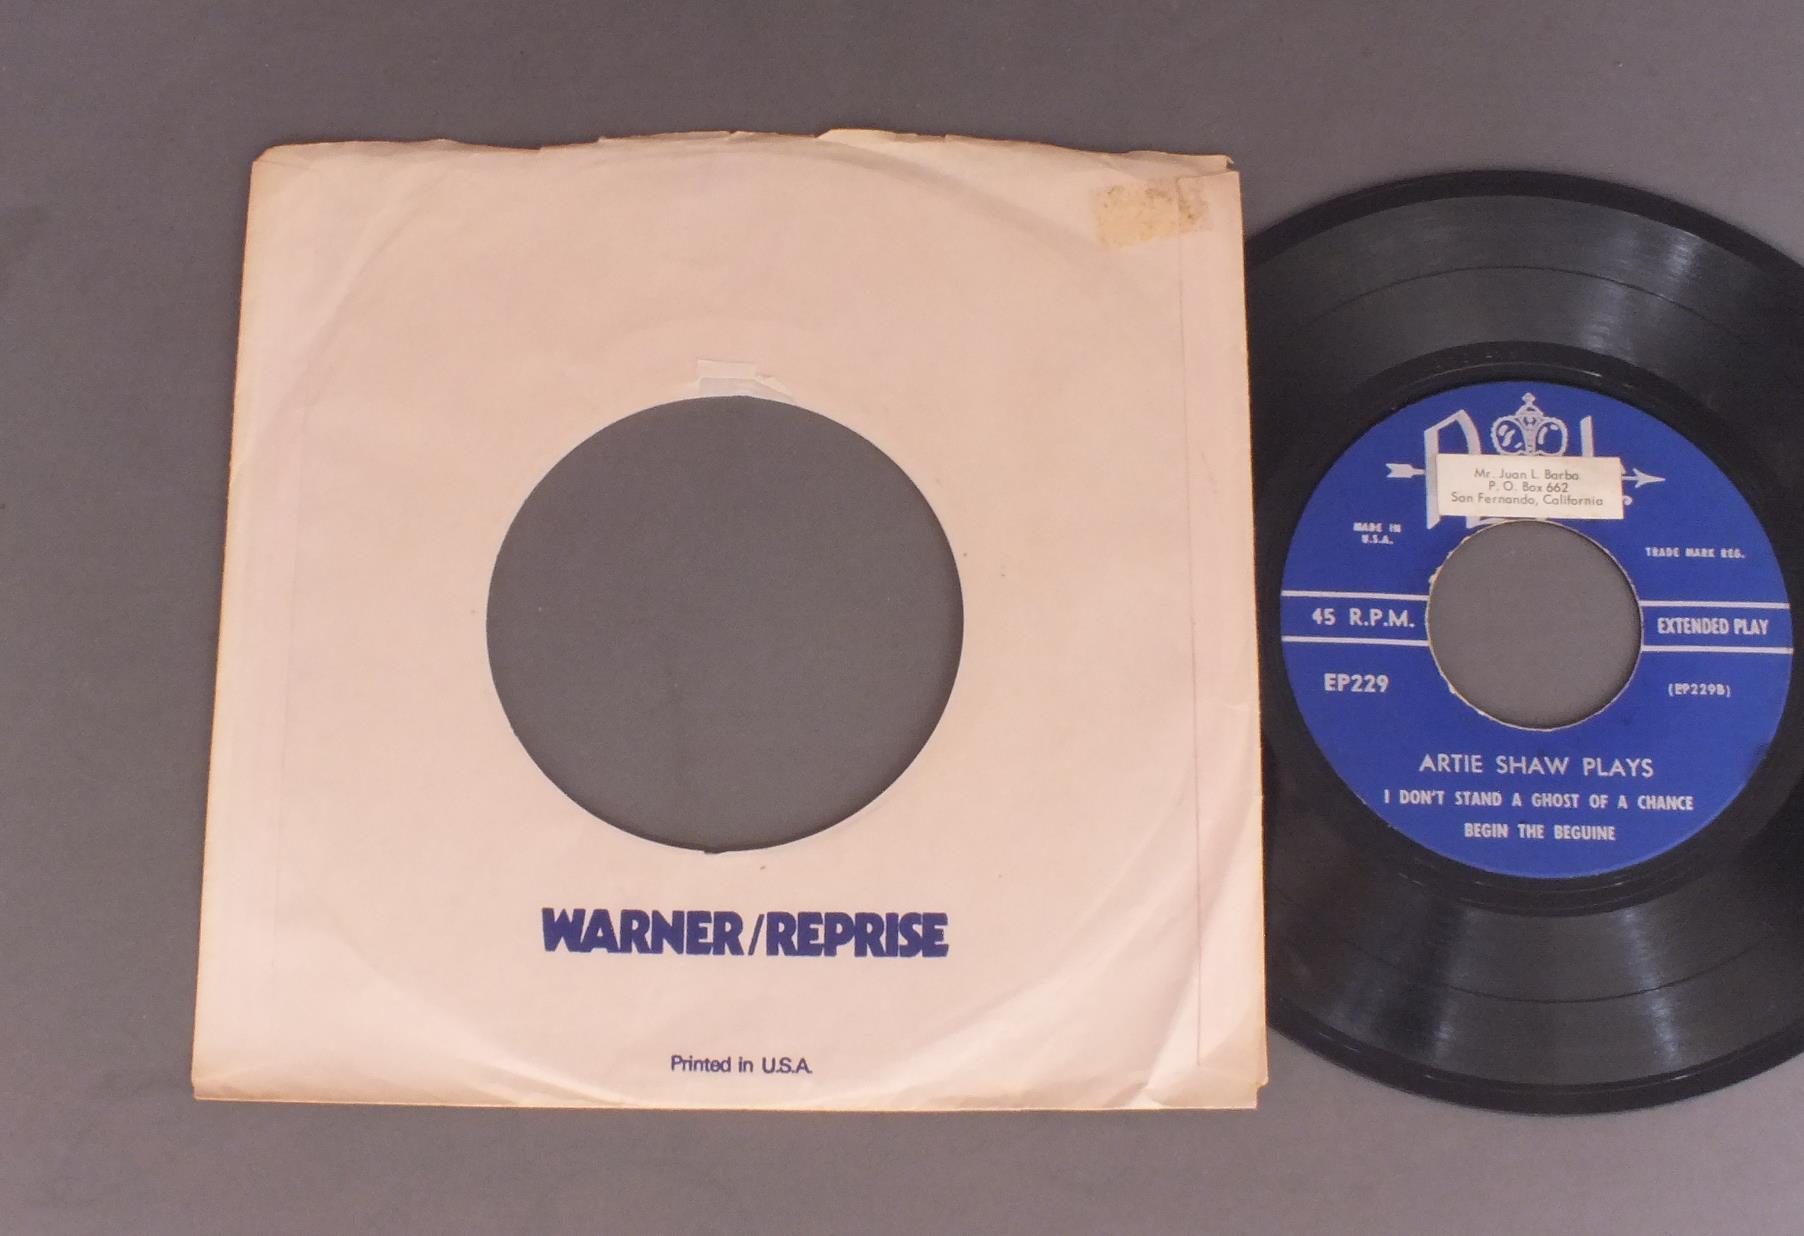 WARNER/REPRISE
Printed in U.S.A.
Mr. Juan L. Barba
P. O. Box 662
San Fernando, California
MADE IN
U.S.A.
TRADE MARK REG.
45 R.P.M.
EXTENDED PLAY
EP229
(EP229B)
ARTIE SHAW PLAYS
I DON'T STAND A GHOST OF A CHANCE
BEGIN THE BEGUINE